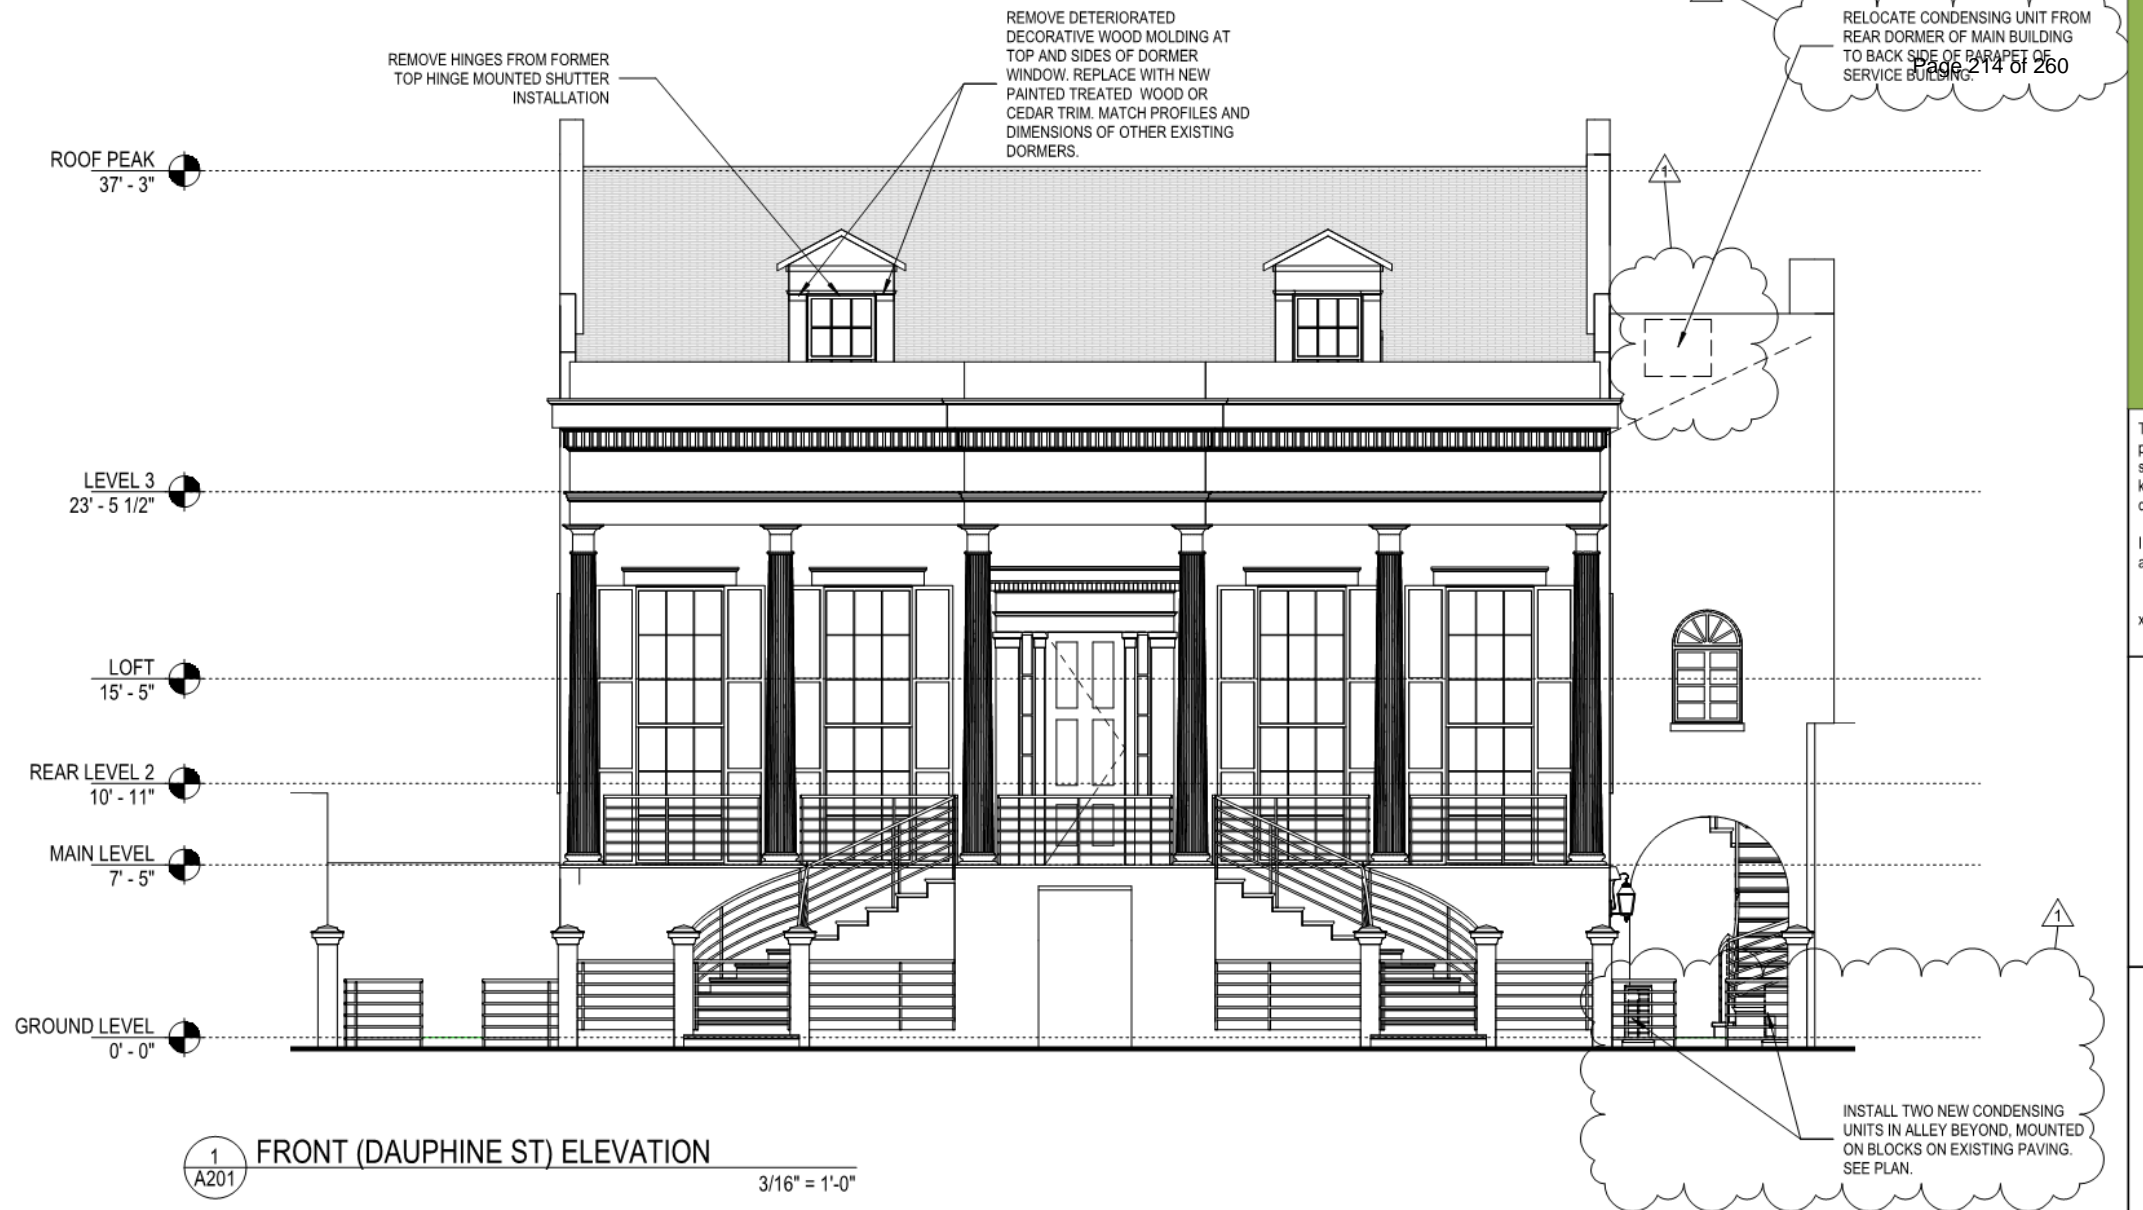 REMOVE HINGES FROM FORMER
TOP HINGE MOUNTED SHUTTER
INSTALLATION
REMOVE DETERIORATED
DECORATIVE WOOD MOLDING AT
TOP AND SIDES OF DORMER
WINDOW. REPLACE WITH NEW
PAINTED TREATED WOOD OR
CEDAR TRIM. MATCH PROFILES AND
DIMENSIONS OF OTHER EXISTING
DORMERS.
RELOCATE CONDENSING UNIT FROM
REAR DORMER OF MAIN BUILDING
TO BACK SIDE OF PARAPET OF
SERVICE BUILDING.
Page 214 of 260
1
ROOF PEAK
37' - 3"
LEVEL 3
23' - 5 1/2"
LOFT
15' - 5"
REAR LEVEL 2
10' - 11"
MAIN LEVEL
7' - 5"
GROUND LEVEL
0' - 0"
1
INSTALL TWO NEW CONDENSING
UNITS IN ALLEY BEYOND, MOUNTED
ON BLOCKS ON EXISTING PAVING.
SEE PLAN.
1
A201
FRONT (DAUPHINE ST) ELEVATION
3/16" = 1'-0"